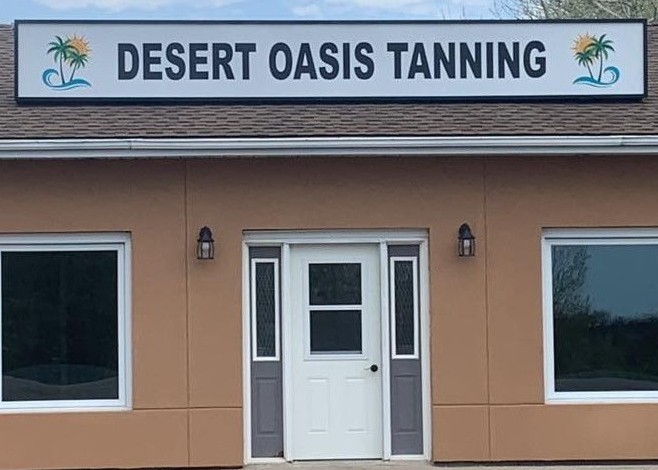 DESERT OASIS TANNING